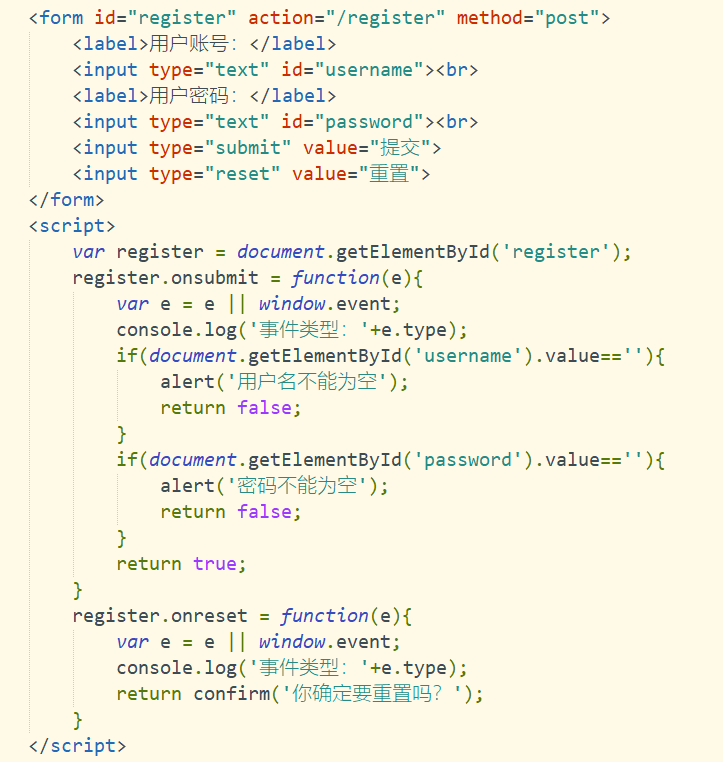 <form id="register" action="/register" method="post">
    <label>用户账号：</label>
    <input type="text" id="username"><br>
    <label>用户密码：</label>
    <input type="text" id="password"><br>
    <input type="submit" value="提交">
    <input type="reset" value="重置">
</form>
<script>
    var register = document.getElementById('register');
    register.onsubmit = function(e){
        var e = e || window.event;
        console.log('事件类型：'+e.type);
        if(document.getElementById('username').value==''){
            alert('用户名不能为空');
            return false;
        }
        if(document.getElementById('password').value==''){
            alert('密码不能为空');
            return false;
        }
        return true;
    }
    register.onreset = function(e){
        var e = e || window.event;
        console.log('事件类型：'+e.type);
        return confirm('你确定要重置吗？');
    }
</script>